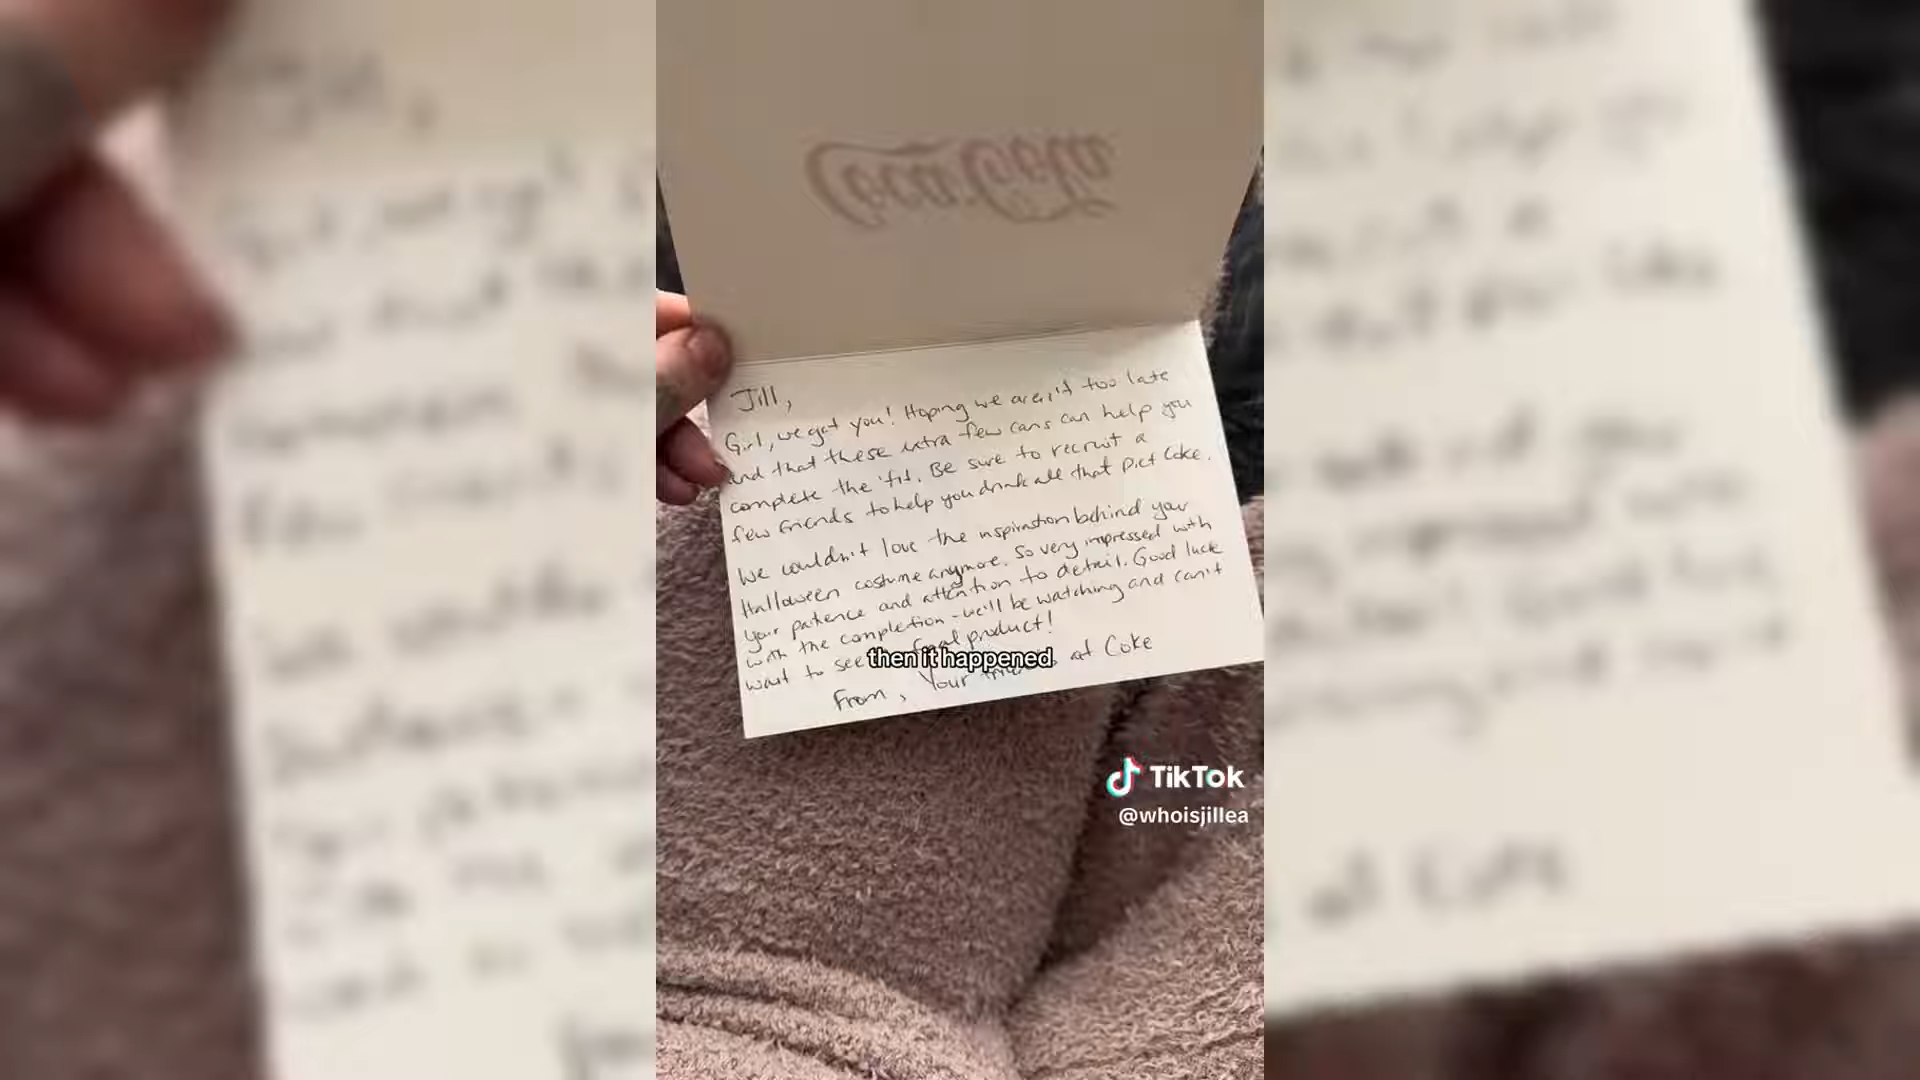 Coca-Cola
Jill,
Girl, we got you! Hoping we aren't too late
and that these extra few cans can help you
complete the 'fit. Be sure to recruit a
few friends to help you drink all that Diet Coke.
We couldn't love the inspiration behind your
Halloween costume anymore. So very impressed with
your patience and attention to detail. Good luck
with the completion - we'll be watching and can't
wait to see final product!
From, Your at Coke
then it happened
TikTok
@whoisjillea